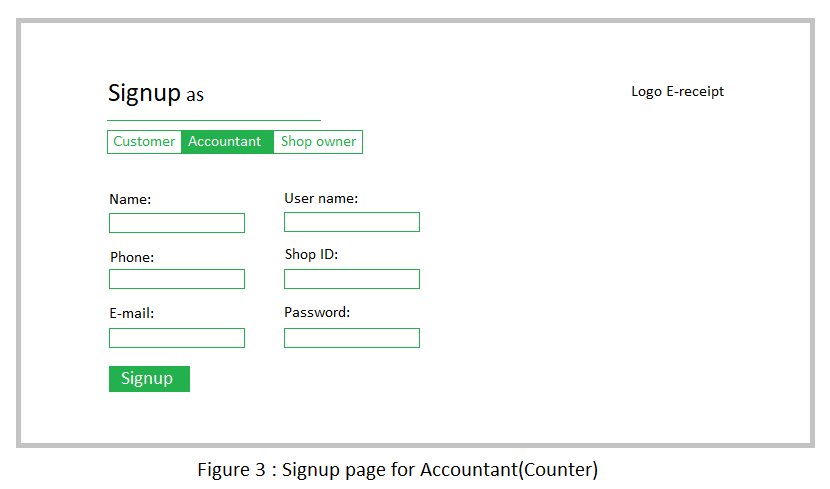 Signup as
Logo E-receipt
Customer Accountant Shop owner
Name:
User name:
Phone:
Shop ID:
E-mail:
Password:
Signup
Figure 3 : Signup page for Accountant(Counter)